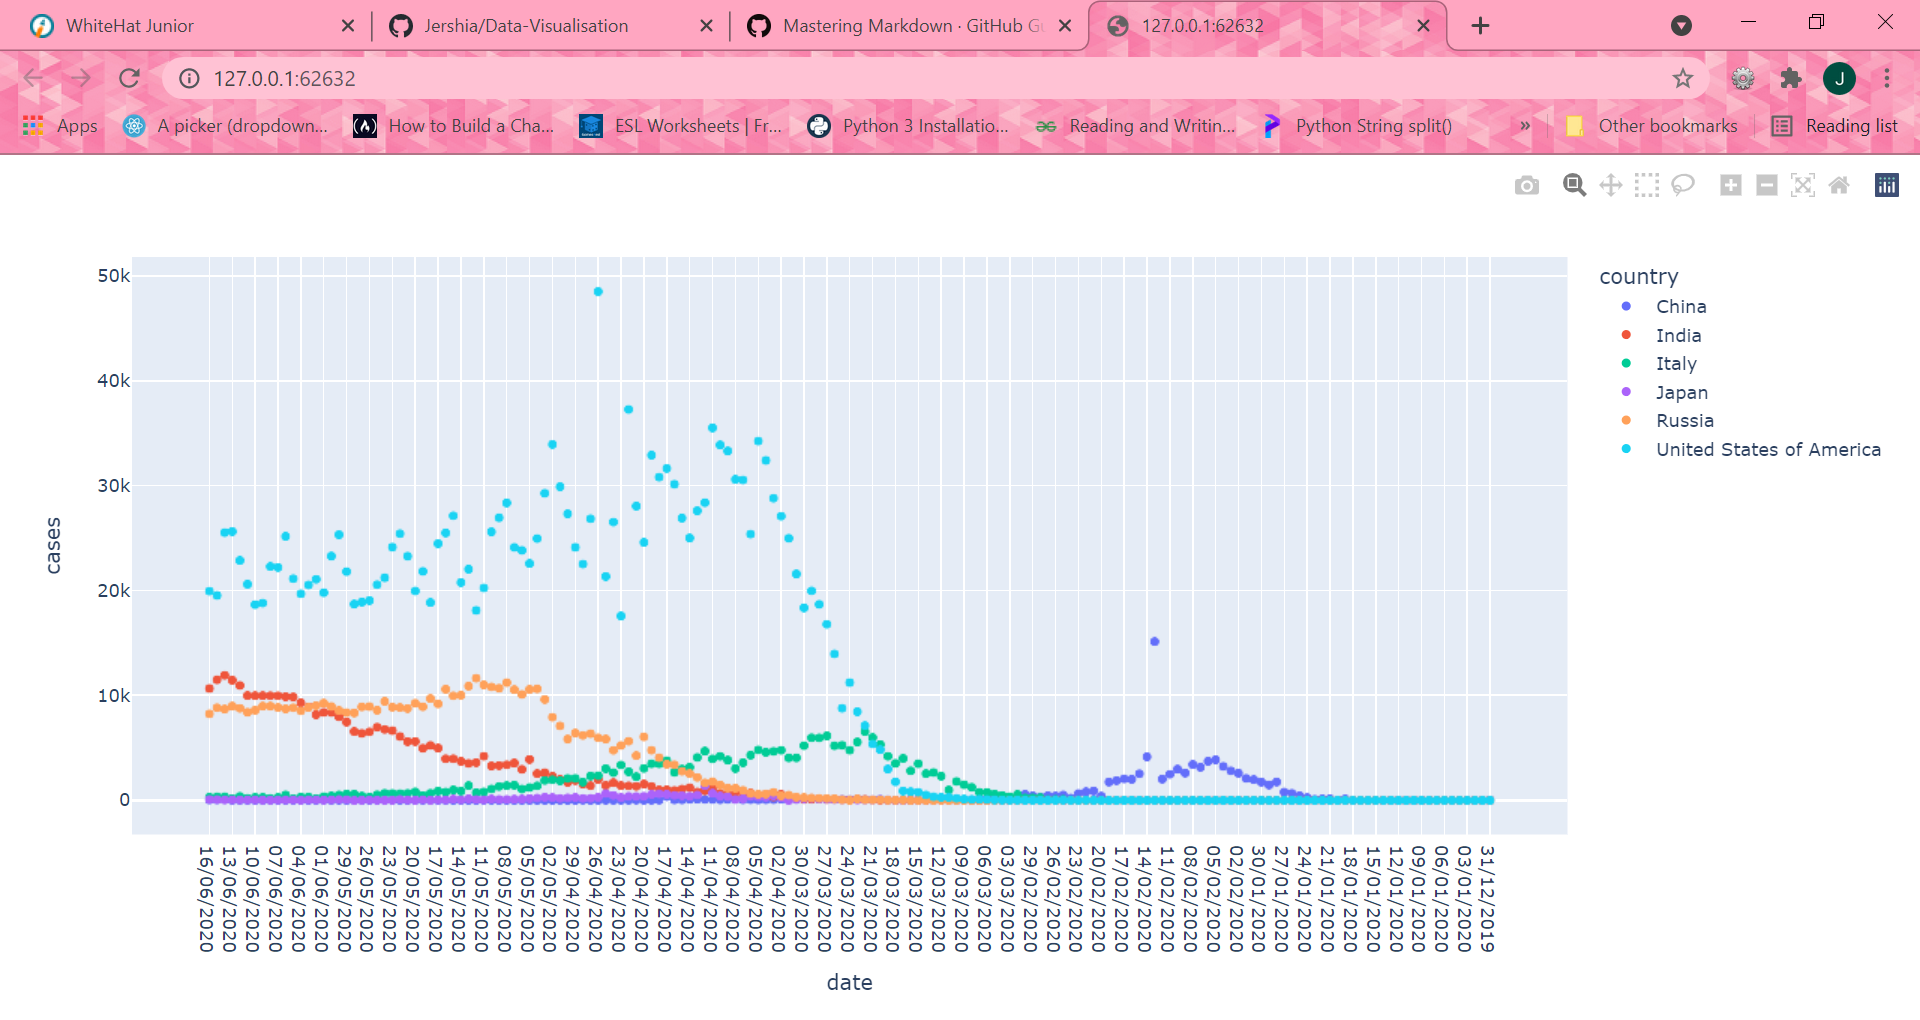 WhiteHat Junior
Jershia/Data-Visualisation
Mastering Markdown · GitHub Gu
127.0.0.1:62632
127.0.0.1:62632
J
Apps
A picker (dropdown...
How to Build a Cha...
ESL Worksheets | Fr...
Python 3 Installatio...
Reading and Writin...
Python String split()
»
Other bookmarks
Reading list
50k
40k
30k
20k
10k
0
cases
16/06/2020
13/06/2020
10/06/2020
07/06/2020
04/06/2020
01/06/2020
29/05/2020
26/05/2020
23/05/2020
20/05/2020
17/05/2020
14/05/2020
11/05/2020
08/05/2020
05/05/2020
02/05/2020
29/04/2020
26/04/2020
23/04/2020
20/04/2020
17/04/2020
14/04/2020
11/04/2020
08/04/2020
05/04/2020
02/04/2020
30/03/2020
27/03/2020
24/03/2020
21/03/2020
18/03/2020
15/03/2020
12/03/2020
09/03/2020
06/03/2020
03/03/2020
29/02/2020
26/02/2020
23/02/2020
20/02/2020
17/02/2020
14/02/2020
11/02/2020
08/02/2020
05/02/2020
02/02/2020
30/01/2020
27/01/2020
24/01/2020
21/01/2020
18/01/2020
15/01/2020
12/01/2020
09/01/2020
06/01/2020
03/01/2020
31/12/2019
date
country
China
India
Italy
Japan
Russia
United States of America